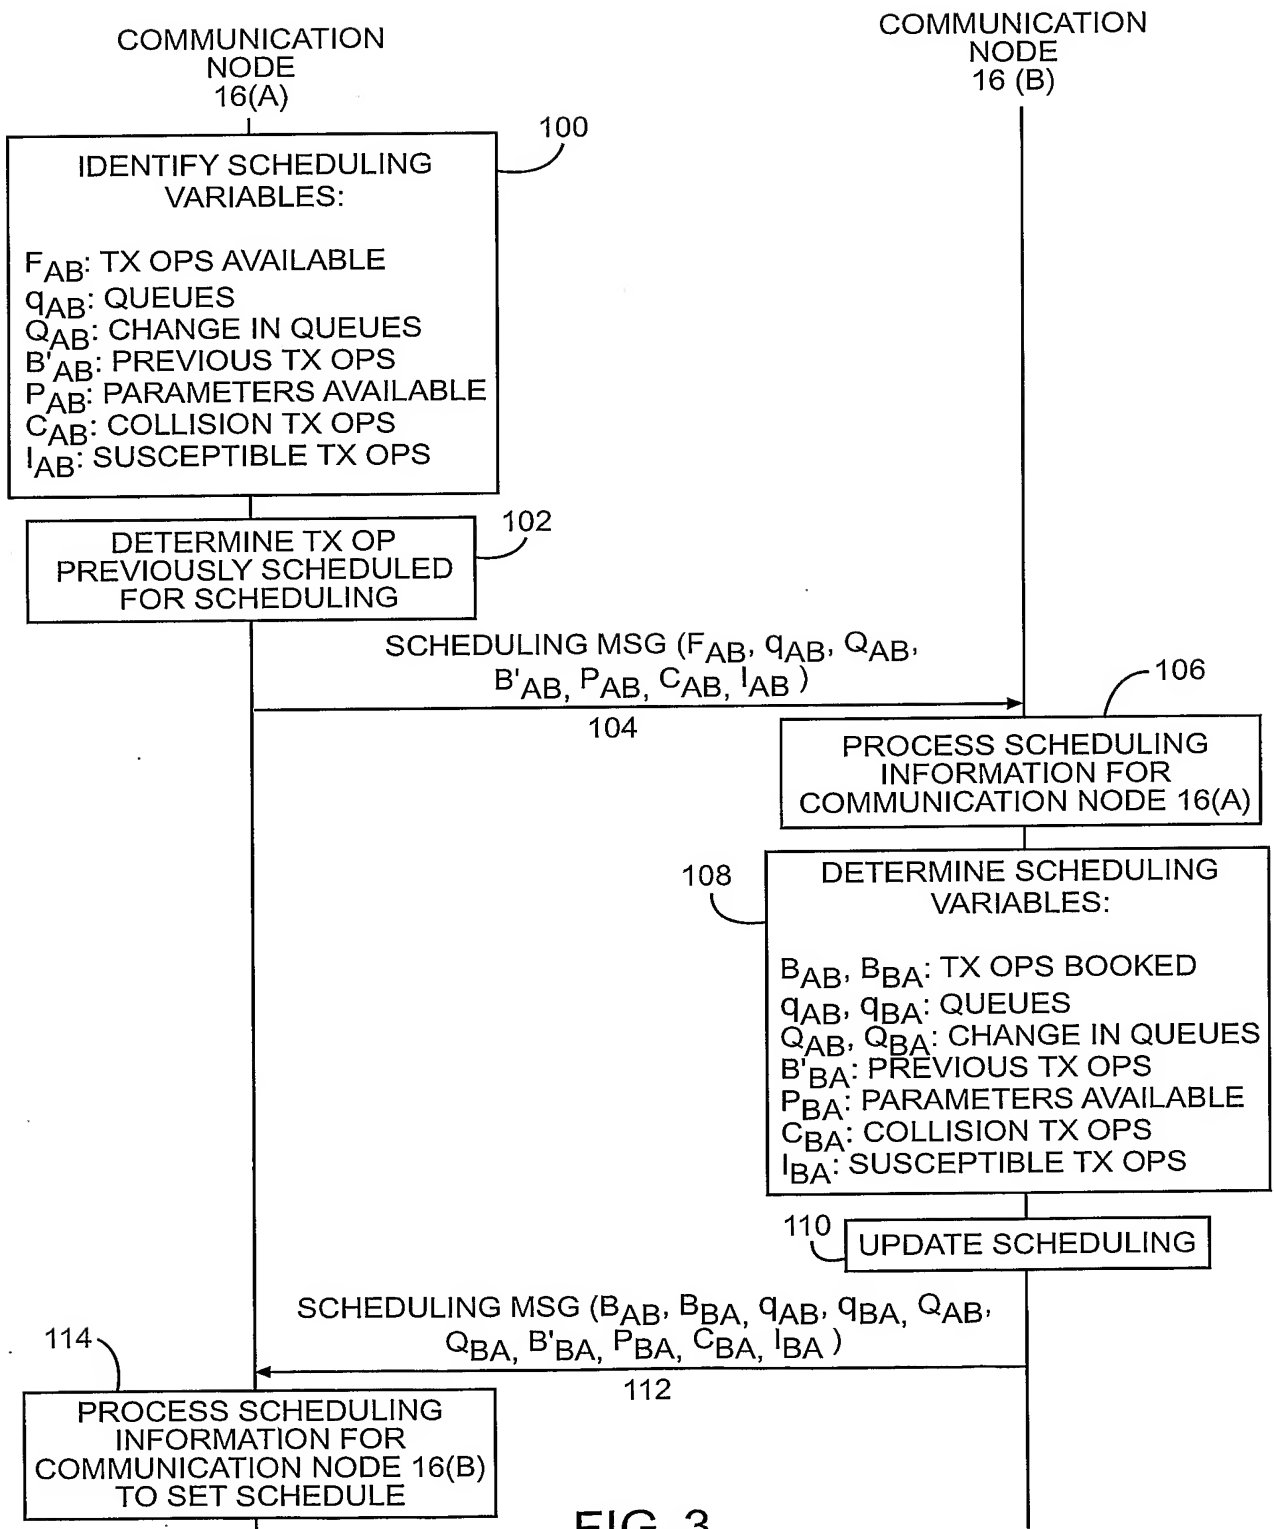 COMMUNICATION
NODE
16(A)
COMMUNICATION
NODE
16 (B)
100
IDENTIFY SCHEDULING
VARIABLES:
FAB: TX OPS AVAILABLE
qAB: QUEUES
QAB: CHANGE IN QUEUES
B'AB: PREVIOUS TX OPS
PAB: PARAMETERS AVAILABLE
CAB: COLLISION TX OPS
IAB: SUSCEPTIBLE TX OPS
102
DETERMINE TX OP
PREVIOUSLY SCHEDULED
FOR SCHEDULING
SCHEDULING MSG (FAB, qAB, QAB,
B'AB, PAB, CAB, IAB )
104
106
PROCESS SCHEDULING
INFORMATION FOR
COMMUNICATION NODE 16(A)
108
DETERMINE SCHEDULING
VARIABLES:
BAB, BBA: TX OPS BOOKED
qAB, qBA: QUEUES
QAB, QBA: CHANGE IN QUEUES
B'BA: PREVIOUS TX OPS
PBA: PARAMETERS AVAILABLE
CBA: COLLISION TX OPS
IBA: SUSCEPTIBLE TX OPS
110
UPDATE SCHEDULING
SCHEDULING MSG (BAB, BBA, qAB, qBA, QAB,
QBA, B'BA, PBA, CBA, IBA )
112
114
PROCESS SCHEDULING
INFORMATION FOR
COMMUNICATION NODE 16(B)
TO SET SCHEDULE
FIG. 3